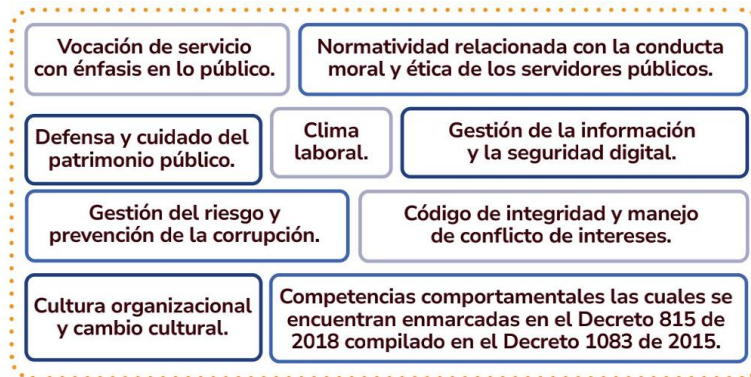 Vocación de servicio
con énfasis en lo público.
Normatividad relacionada con la conducta
moral y ética de los servidores públicos.
Defensa y cuidado del
patrimonio público.
Clima
laboral.
Gestión de la información
y la seguridad digital.
Gestión del riesgo y
prevención de la corrupción.
Código de integridad y manejo
de conflicto de intereses.
Cultura organizacional
y cambio cultural.
Competencias comportamentales las cuales se
encuentran enmarcadas en el Decreto 815 de
2018 compilado en el Decreto 1083 de 2015.